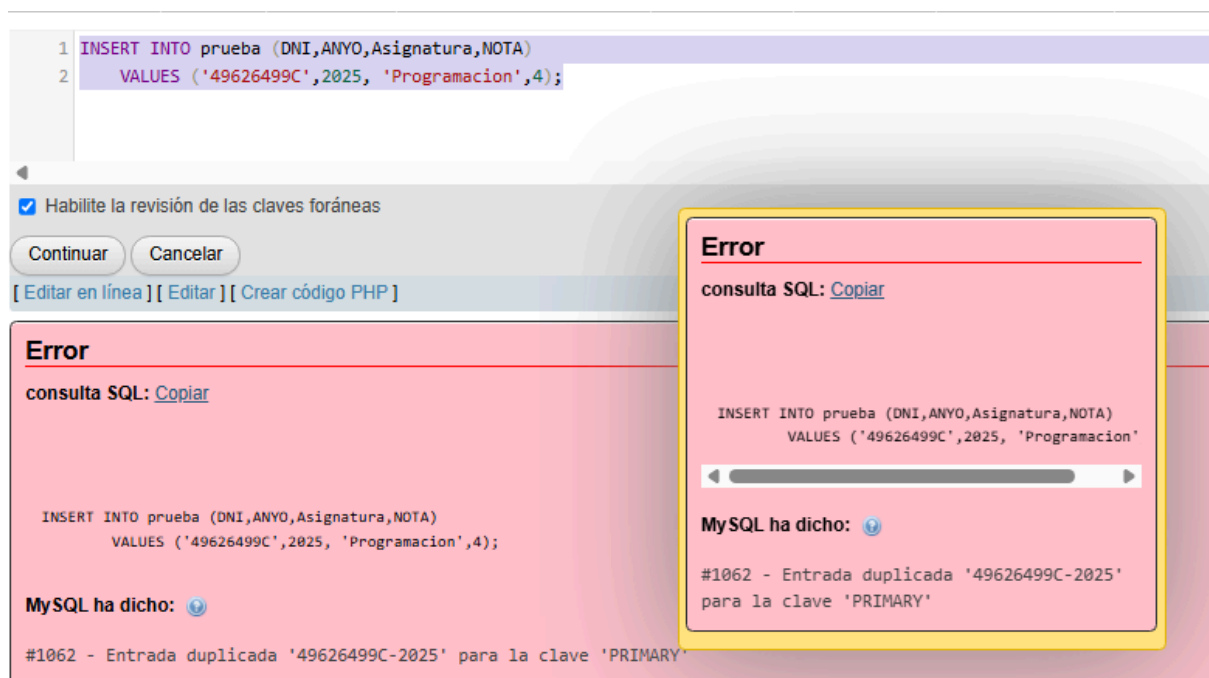 1 INSERT INTO prueba (DNI,ANYO,Asignatura,NOTA)
2 VALUES ('49626499C',2025, 'Programacion',4);
Habilite la revisión de las claves foráneas
Continuar Cancelar
[ Editar en línea ] [ Editar ] [ Crear código PHP ]
Error
consulta SQL: Copiar
INSERT INTO prueba (DNI,ANYO,Asignatura,NOTA)
VALUES ('49626499C',2025, 'Programacion',4);
MySQL ha dicho:
#1062 - Entrada duplicada '49626499C-2025' para la clave 'PRIMARY'
Error
consulta SQL: Copiar
INSERT INTO prueba (DNI,ANYO,Asignatura,NOTA)
VALUES ('49626499C',2025, 'Programacion'
MySQL ha dicho:
#1062 - Entrada duplicada '49626499C-2025'
para la clave 'PRIMARY'